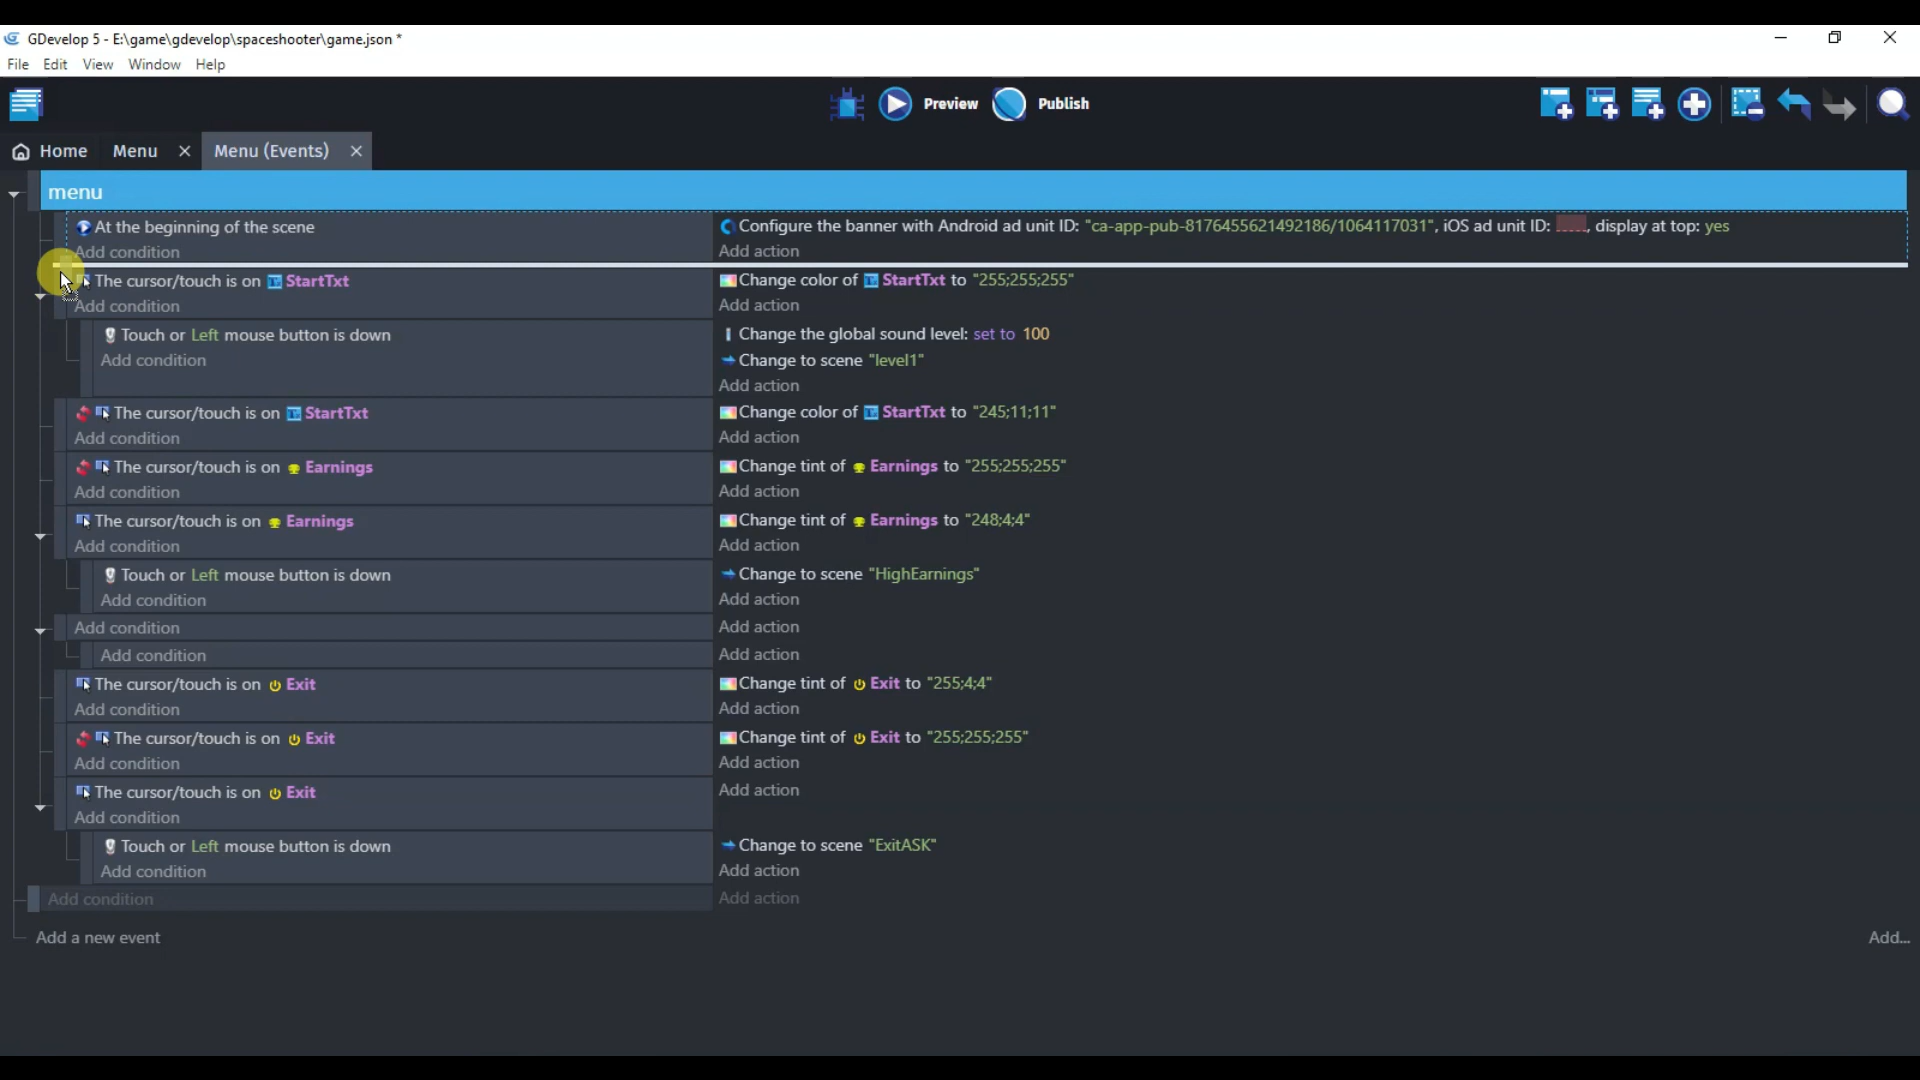 GDevelop 5 - E:\game\gdevelop\spaceshooter\game.json *
File Edit View Window Help
Preview Publish
Home Menu × Menu (Events) ×
menu
At the beginning of the scene
Configure the banner with Android ad unit ID: "ca-app-pub-8176455621492186/1064117031", iOS ad unit ID: , display at top: yes
Add condition Add action
The cursor/touch is on StartTxt Change color of StartTxt to "255;255;255"
Add condition Add action
Touch or Left mouse button is down Change the global sound level: set to 100
Add condition Change to scene "level1"
Add action
The cursor/touch is on StartTxt Change color of StartTxt to "245;11;11"
Add condition Add action
The cursor/touch is on Earnings Change tint of Earnings to "255;255;255"
Add condition Add action
The cursor/touch is on Earnings Change tint of Earnings to "248;4;4"
Add condition Add action
Touch or Left mouse button is down Change to scene "HighEarnings"
Add condition Add action
Add condition Add action
Add condition Add action
The cursor/touch is on Exit Change tint of Exit to "255;4;4"
Add condition Add action
The cursor/touch is on Exit Change tint of Exit to "255;255;255"
Add condition Add action
The cursor/touch is on Exit Add action
Add condition
Touch or Left mouse button is down Change to scene "ExitASK"
Add condition Add action
Add condition Add action
Add a new event Add...